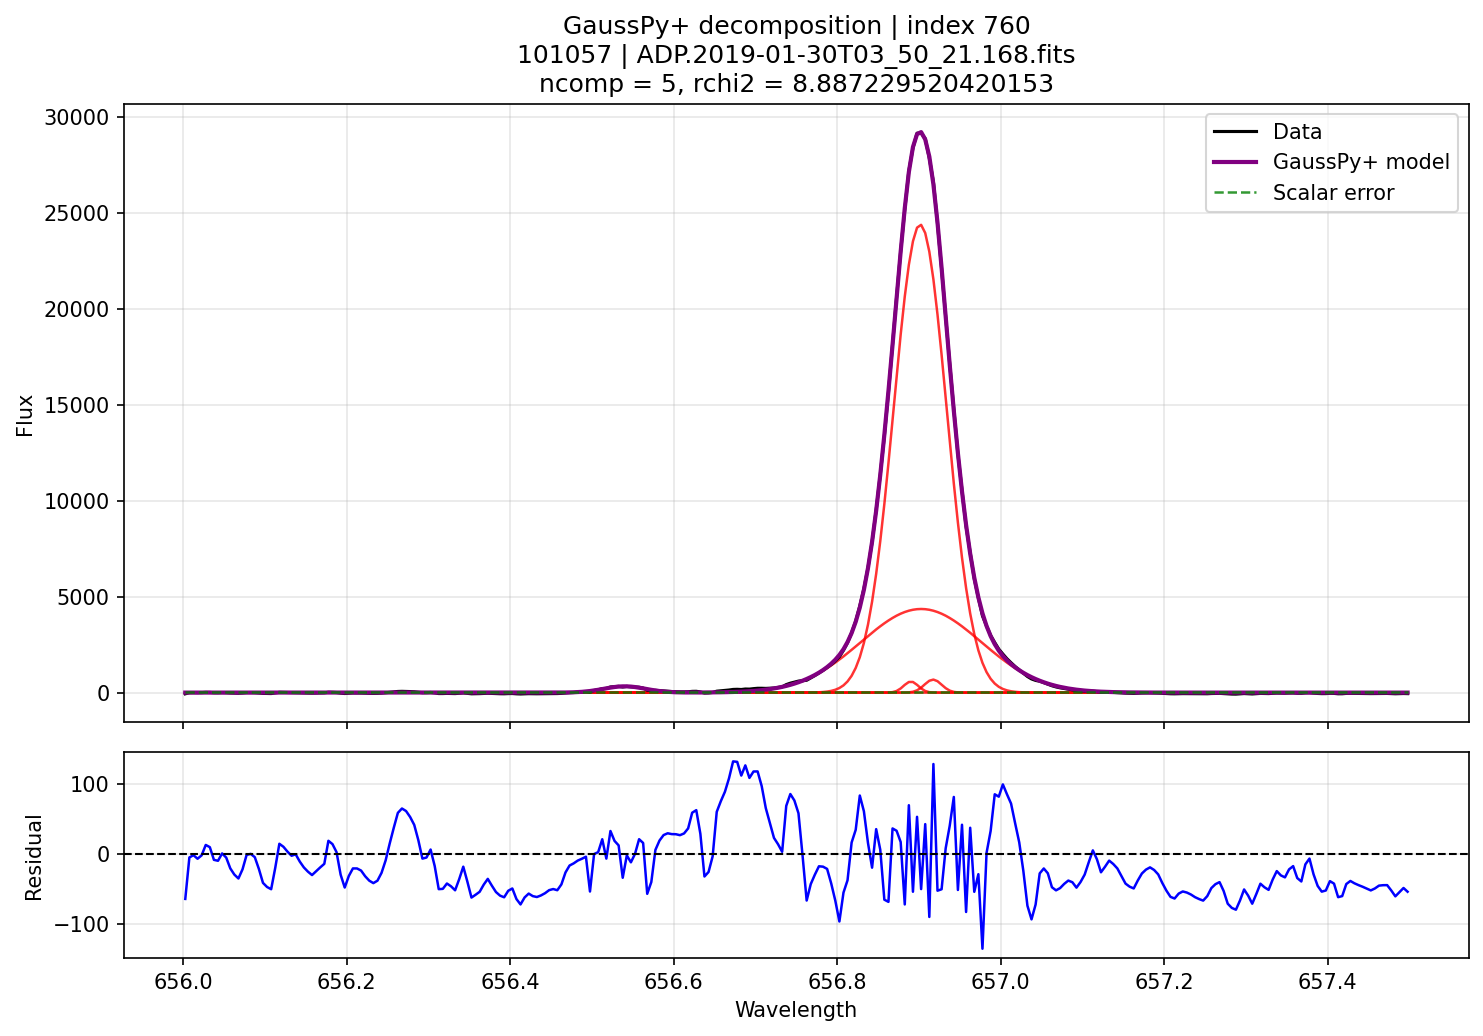 GaussPy+ decomposition | index 760
101057 | ADP.2019-01-30T03_50_21.168.fits
ncomp = 5, rchi2 = 8.887229520420153
30000
25000
20000
15000
10000
5000
0
Flux
Data
GaussPy+ model
Scalar error
100
0
−100
Residual
656.0 656.2 656.4 656.6 656.8 657.0 657.2 657.4
Wavelength